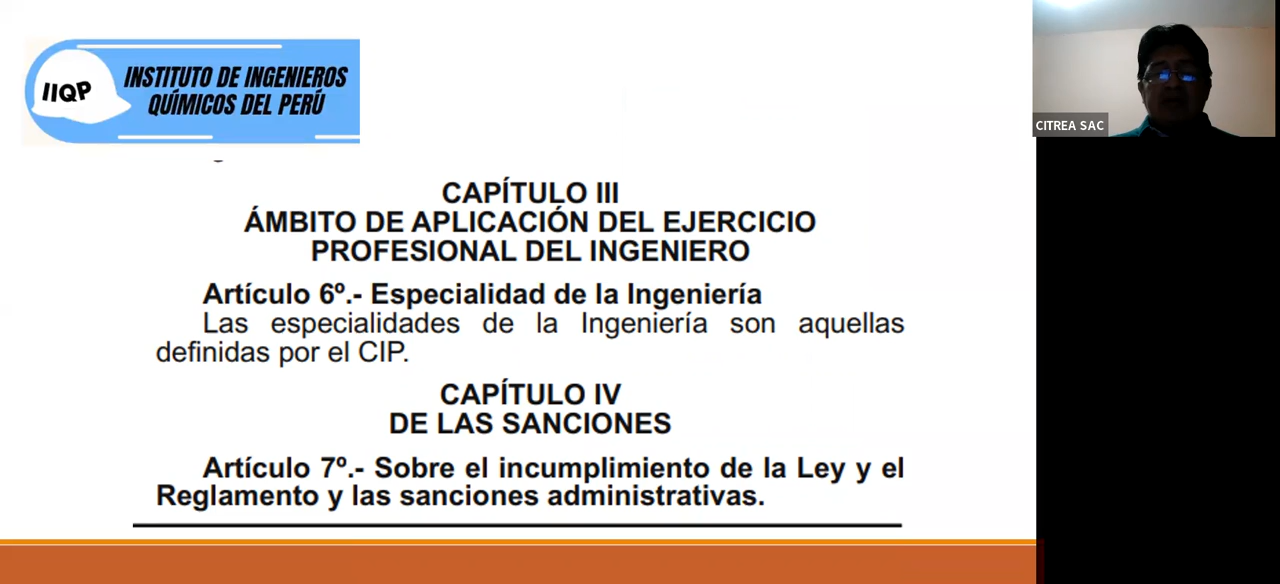 IIQP
INSTITUTO DE INGENIEROS
QUÍMICOS DEL PERÚ
CITREA SAC
CAPÍTULO III
ÁMBITO DE APLICACIÓN DEL EJERCICIO
PROFESIONAL DEL INGENIERO
Artículo 6º.- Especialidad de la Ingeniería
Las especialidades de la Ingeniería son aquellas
definidas por el CIP.
CAPÍTULO IV
DE LAS SANCIONES
Artículo 7º.- Sobre el incumplimiento de la Ley y el
Reglamento y las sanciones administrativas.